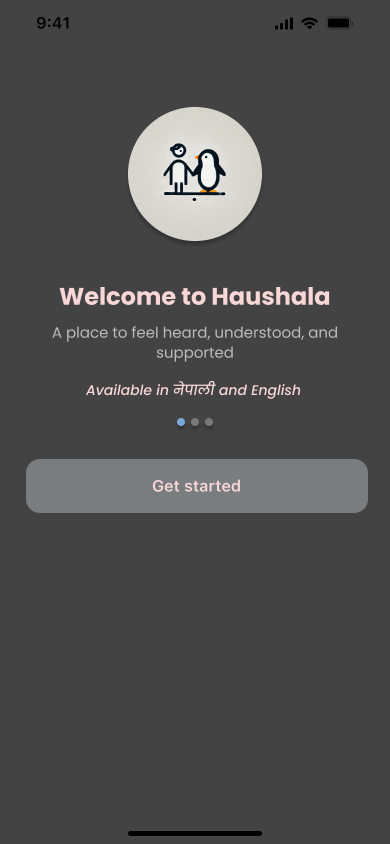 9:41
Welcome to Haushala
A place to feel heard, understood, and
supported
Available in नेपाली and English
Get started